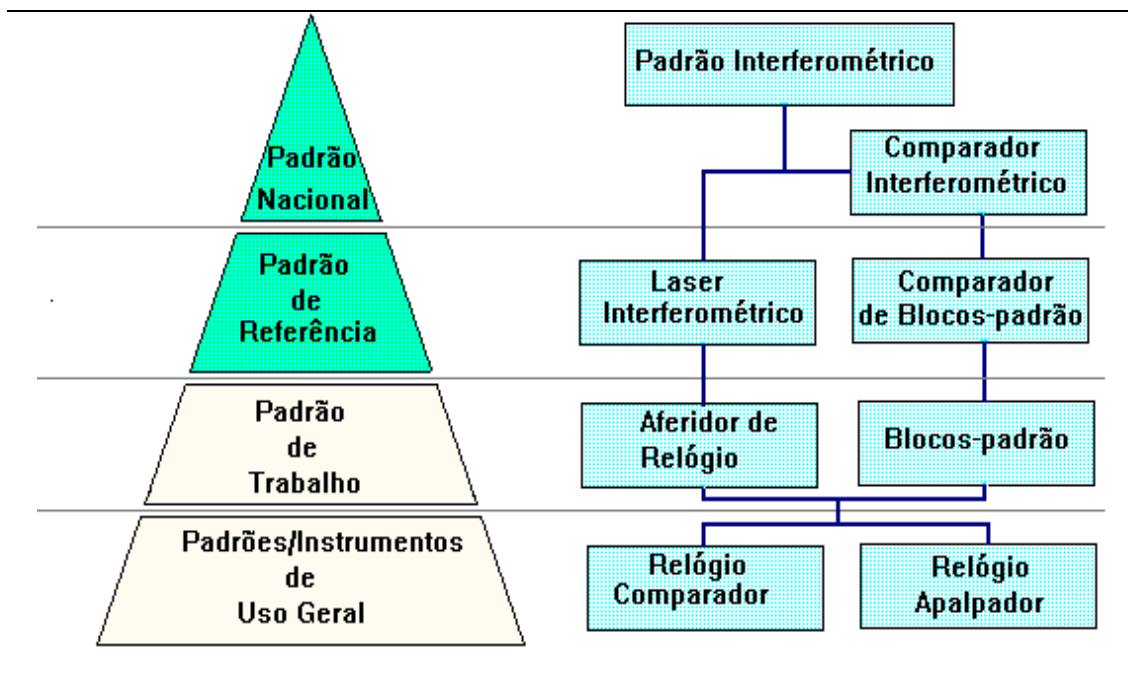 Padrão
Nacional
Padrão Interferométrico
Comparador
Interferométrico
Padrão
de
Referência
Laser
Interferométrico
Comparador
de Blocos-padrão
Padrão
de
Trabalho
Aferidor de
Relógio
Blocos-padrão
Padrões/Instrumentos
de
Uso Geral
Relógio
Comparador
Relógio
Apalpador